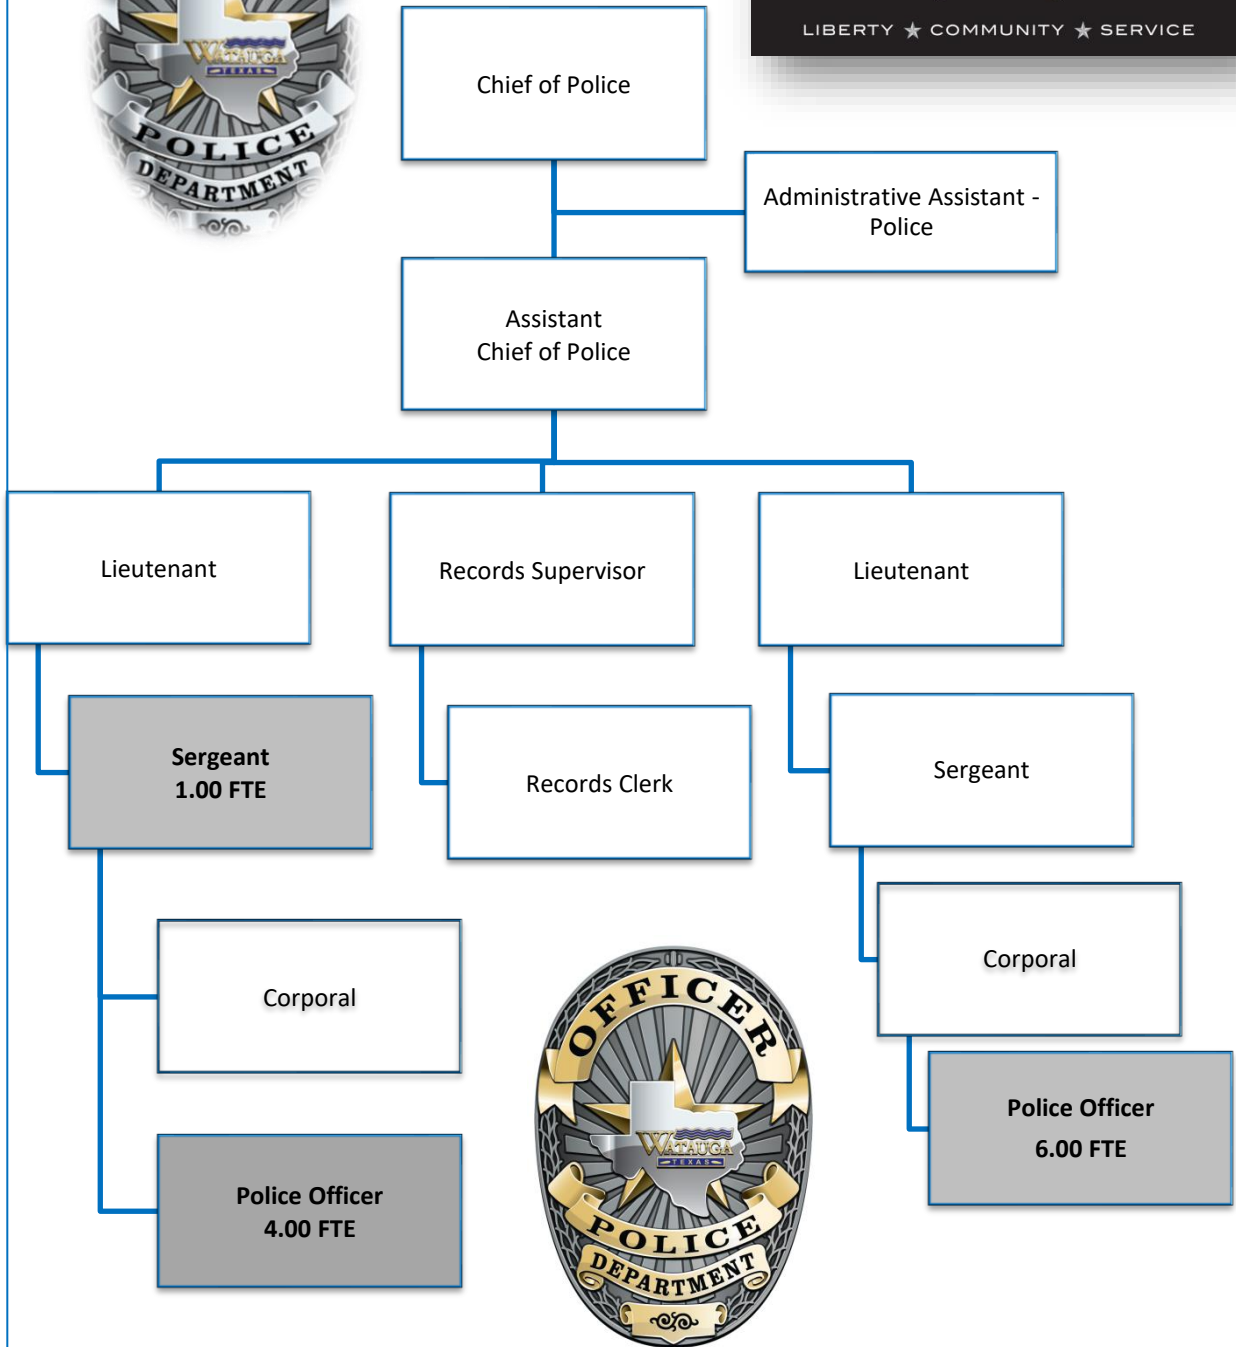 WATAUGA
TEXAS
POLICE
DEPARTMENT
LIBERTY ★ COMMUNITY ★ SERVICE
Chief of Police
Administrative Assistant -
Police
Assistant
Chief of Police
Lieutenant
Records Supervisor
Lieutenant
Sergeant
1.00 FTE
Records Clerk
Sergeant
Corporal
Corporal
OFFICER
WATAUGA
TEXAS
POLICE
DEPARTMENT
Police Officer
4.00 FTE
Police Officer
6.00 FTE